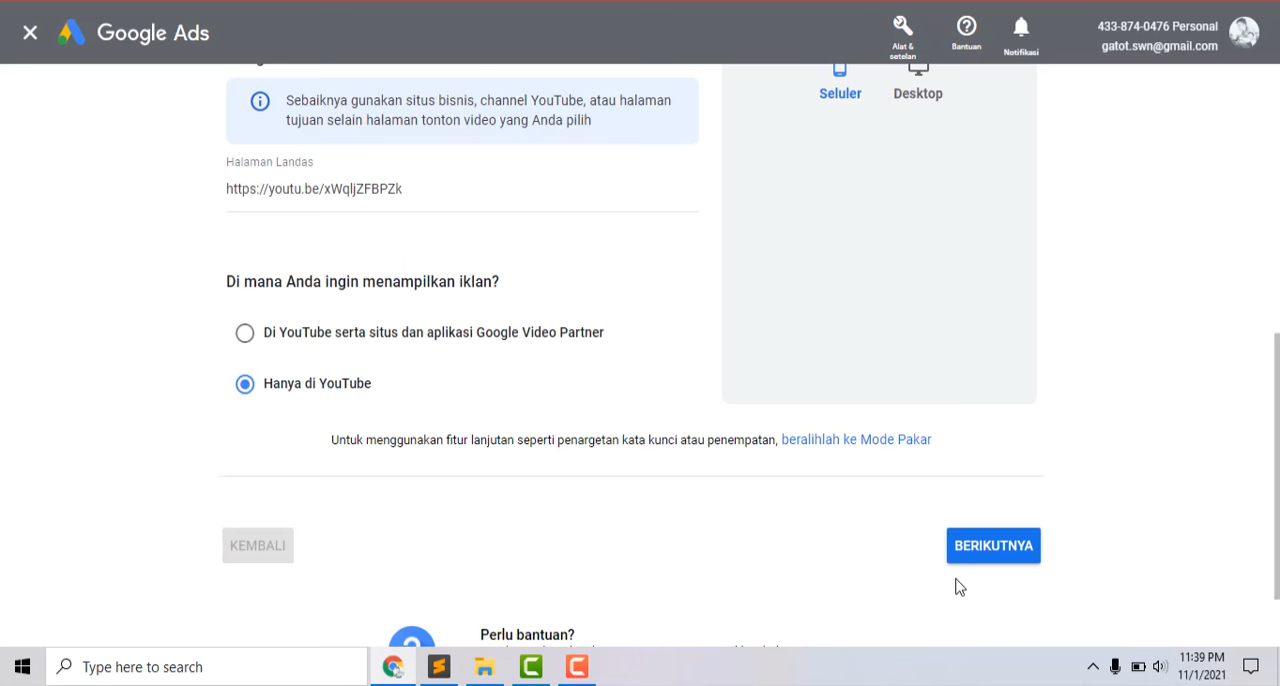 Google Ads
Alat &
setelan
Bantuan
Notifikasi
433-874-0476 Personal
gatot.swn@gmail.com
Sebaiknya gunakan situs bisnis, channel YouTube, atau halaman
tujuan selain halaman tonton video yang Anda pilih
Seluler
Desktop
Halaman Landas
https://youtu.be/xWqljZFBPZk
Di mana Anda ingin menampilkan iklan?
Di YouTube serta situs dan aplikasi Google Video Partner
Hanya di YouTube
Untuk menggunakan fitur lanjutan seperti penargetan kata kunci atau penempatan, beralihlah ke Mode Pakar
KEMBALI
BERIKUTNYA
Perlu bantuan?
Type here to search
11:39 PM
11/1/2021